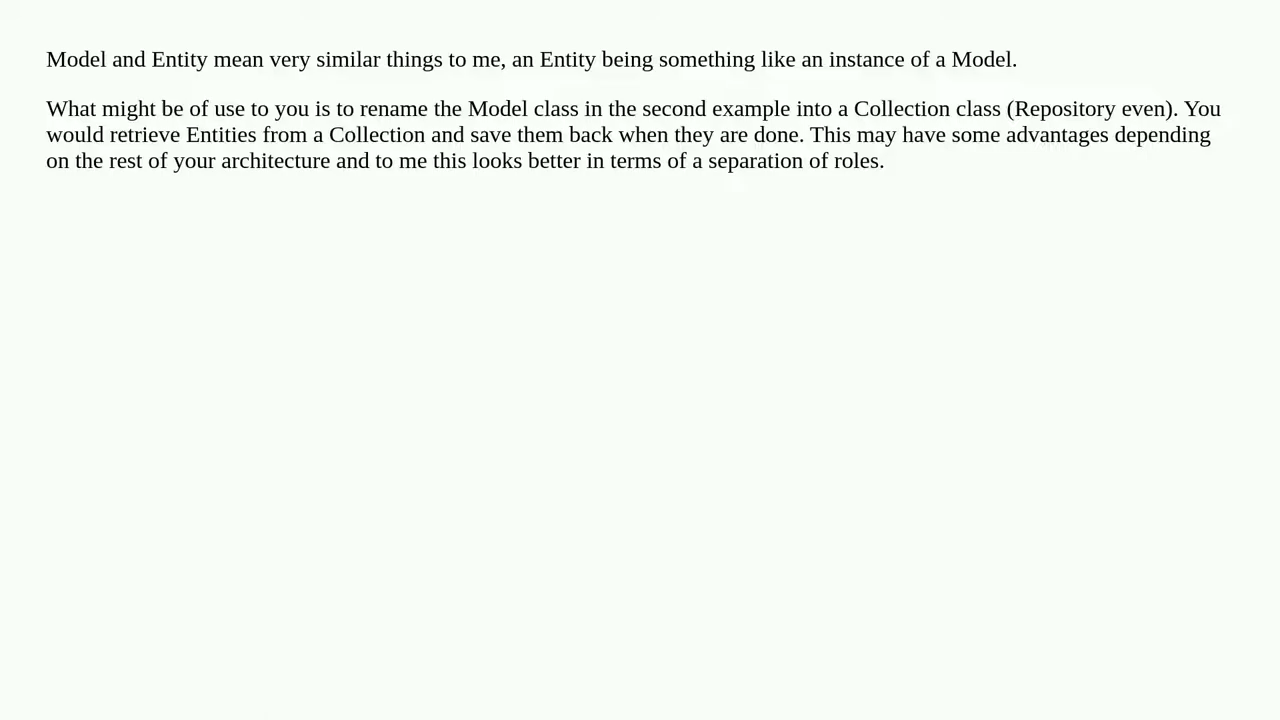 Model and Entity mean very similar things to me, an Entity being something like an instance of a Model.
What might be of use to you is to rename the Model class in the second example into a Collection class (Repository even). You
would retrieve Entities from a Collection and save them back when they are done. This may have some advantages depending
on the rest of your architecture and to me this looks better in terms of a separation of roles.